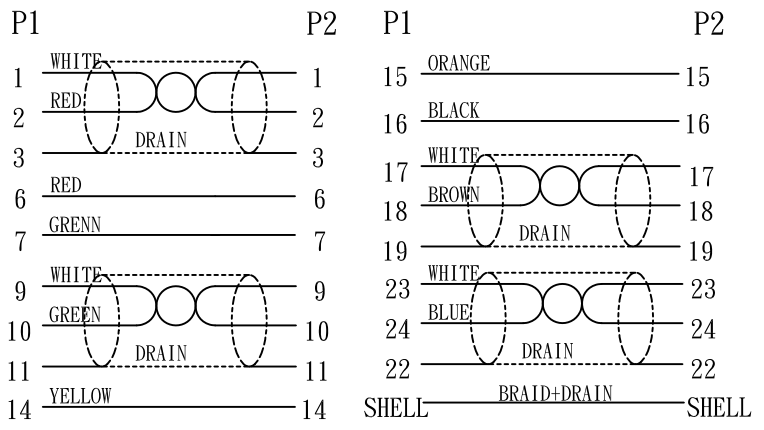 P1 P2
WHITE
1 1
RED
2 2
DRAIN
3 3
RED
6 6
GRENN
7 7
WHITE
9 9
GREEN
10 10
DRAIN
11 11
YELLOW
14 14
P1 P2
ORANGE
15 15
BLACK
16 16
WHITE
17 17
BROWN
18 18
DRAIN
19 19
WHITE
23 23
BLUE
24 24
DRAIN
22 22
BRAID+DRAIN
SHELL SHELL